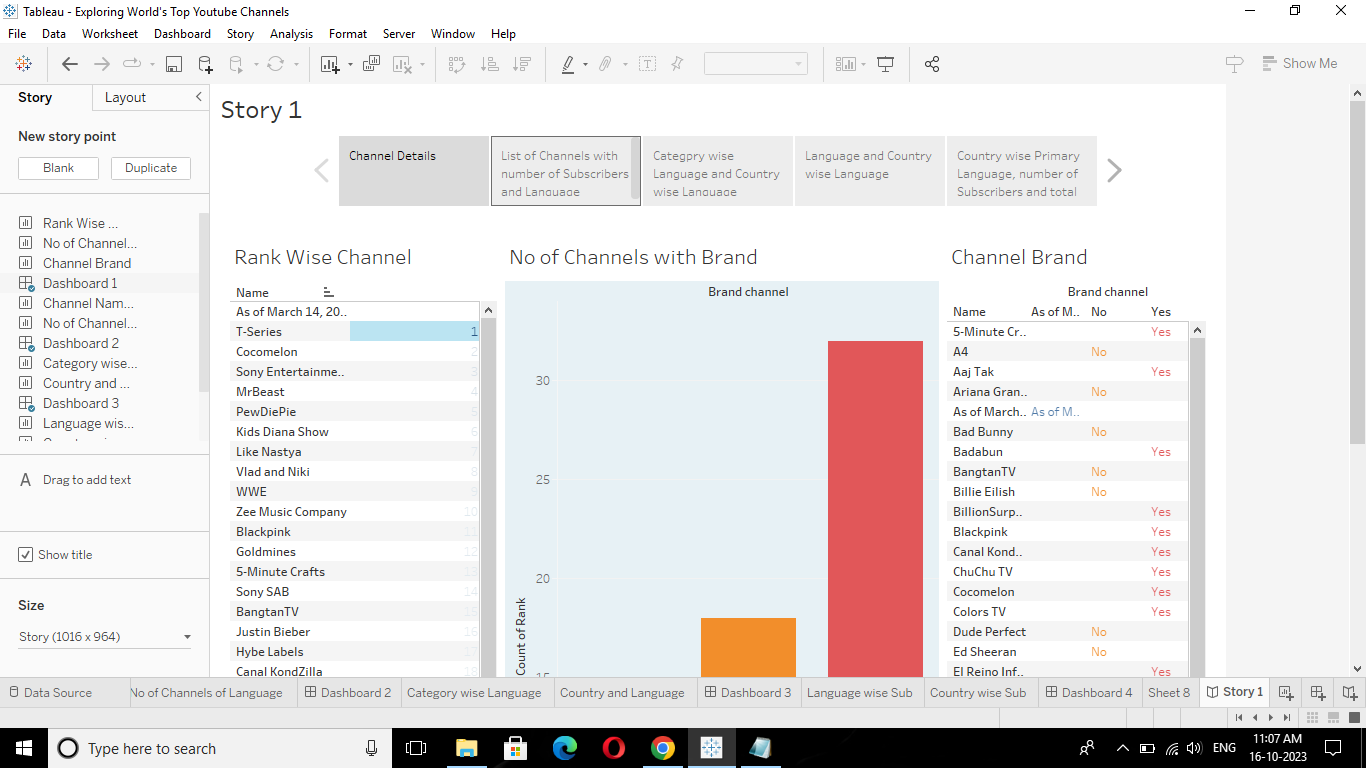 Tableau - Exploring World's Top Youtube Channels
File Data Worksheet Dashboard Story Analysis Format Server Window Help
Show Me
Story Layout
New story point
Blank Duplicate
Rank Wise ...
No of Channel...
Channel Brand
Dashboard 1
Channel Nam...
No of Channel...
Dashboard 2
Category wise...
Country and ...
Dashboard 3
Language wis...
A Drag to add text
Show title
Size
Story (1016 x 964)
Story 1
Channel Details
List of Channels with
number of Subscribers
and Language
Categpry wise
Language and Country
wise Language
Language and Country
wise Language
Country wise Primary
Language, number of
Subscribers and total
Rank Wise Channel
Name
As of March 14, 20..
T-Series 1
Cocomelon 2
Sony Entertainme.. 3
MrBeast 4
PewDiePie 5
Kids Diana Show 6
Like Nastya 7
Vlad and Niki 8
WWE 9
Zee Music Company 10
Blackpink 11
Goldmines 12
5-Minute Crafts 13
Sony SAB 14
BangtanTV 15
Justin Bieber 16
Hybe Labels 17
Canal KondZilla 18
No of Channels with Brand
Brand channel
30
25
20
15
Count of Rank
Channel Brand
Brand channel
Name As of M.. No Yes
5-Minute Cr.. Yes
A4 No
Aaj Tak Yes
Ariana Gran.. No
As of March.. As of M..
Bad Bunny No
Badabun Yes
BangtanTV No
Billie Eilish No
BillionSurp.. Yes
Blackpink Yes
Canal Kond.. Yes
ChuChu TV Yes
Cocomelon Yes
Colors TV Yes
Dude Perfect No
Ed Sheeran No
El Reino Inf.. Yes
Data Source No of Channels of Language Dashboard 2 Category wise Language Country and Language Dashboard 3 Language wise Sub Country wise Sub Dashboard 4 Sheet 8 Story 1
Type here to search
ENG
11:07 AM
16-10-2023